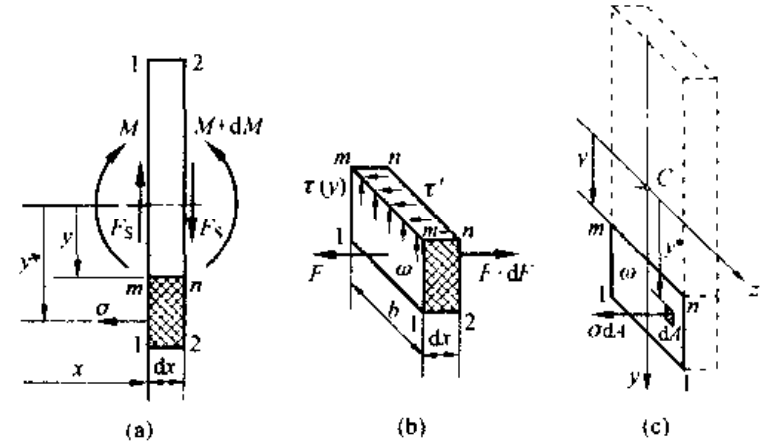 1 2
M M+dM
F_S F_S
y
y*
m n
σ
1 2
x dx
(a)
m n
τ(y) τ′
m n
1
F ω F+dF
b
1 2
dx
(b)
y C
m y*
ω z
1 n
σdA dA
y 1
(c)